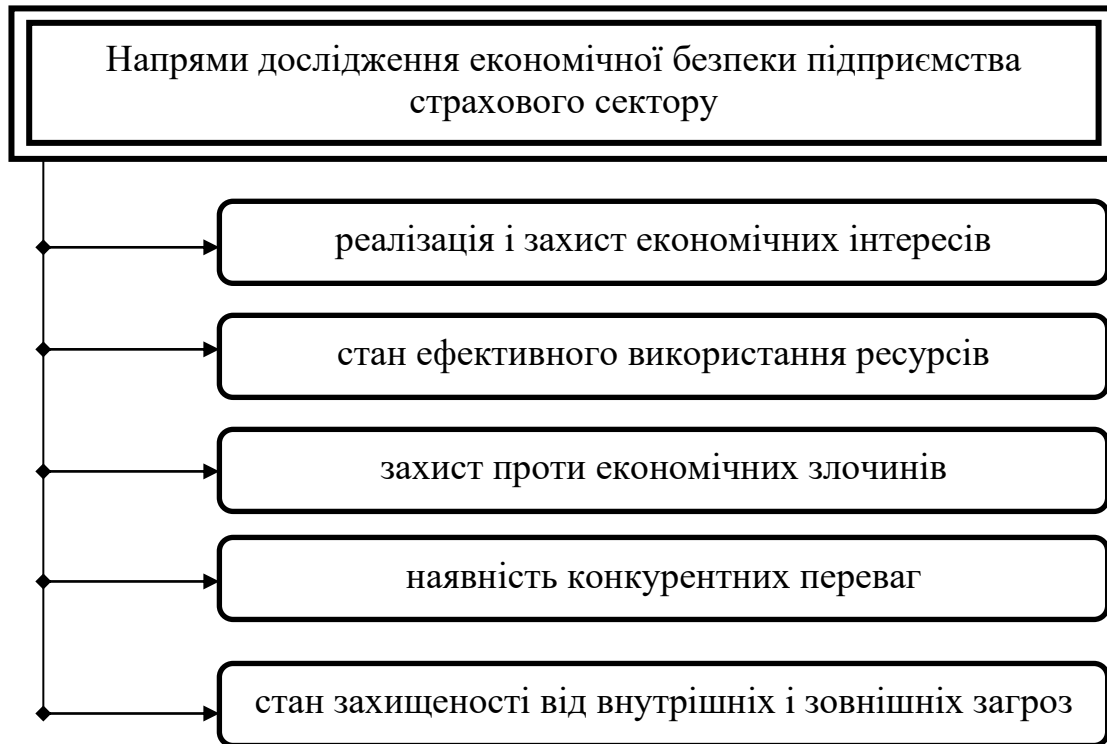 Напрями дослідження економічної безпеки підприємства
страхового сектору
реалізація і захист економічних інтересів
стан ефективного використання ресурсів
захист проти економічних злочинів
наявність конкурентних переваг
стан захищеності від внутрішніх і зовнішніх загроз